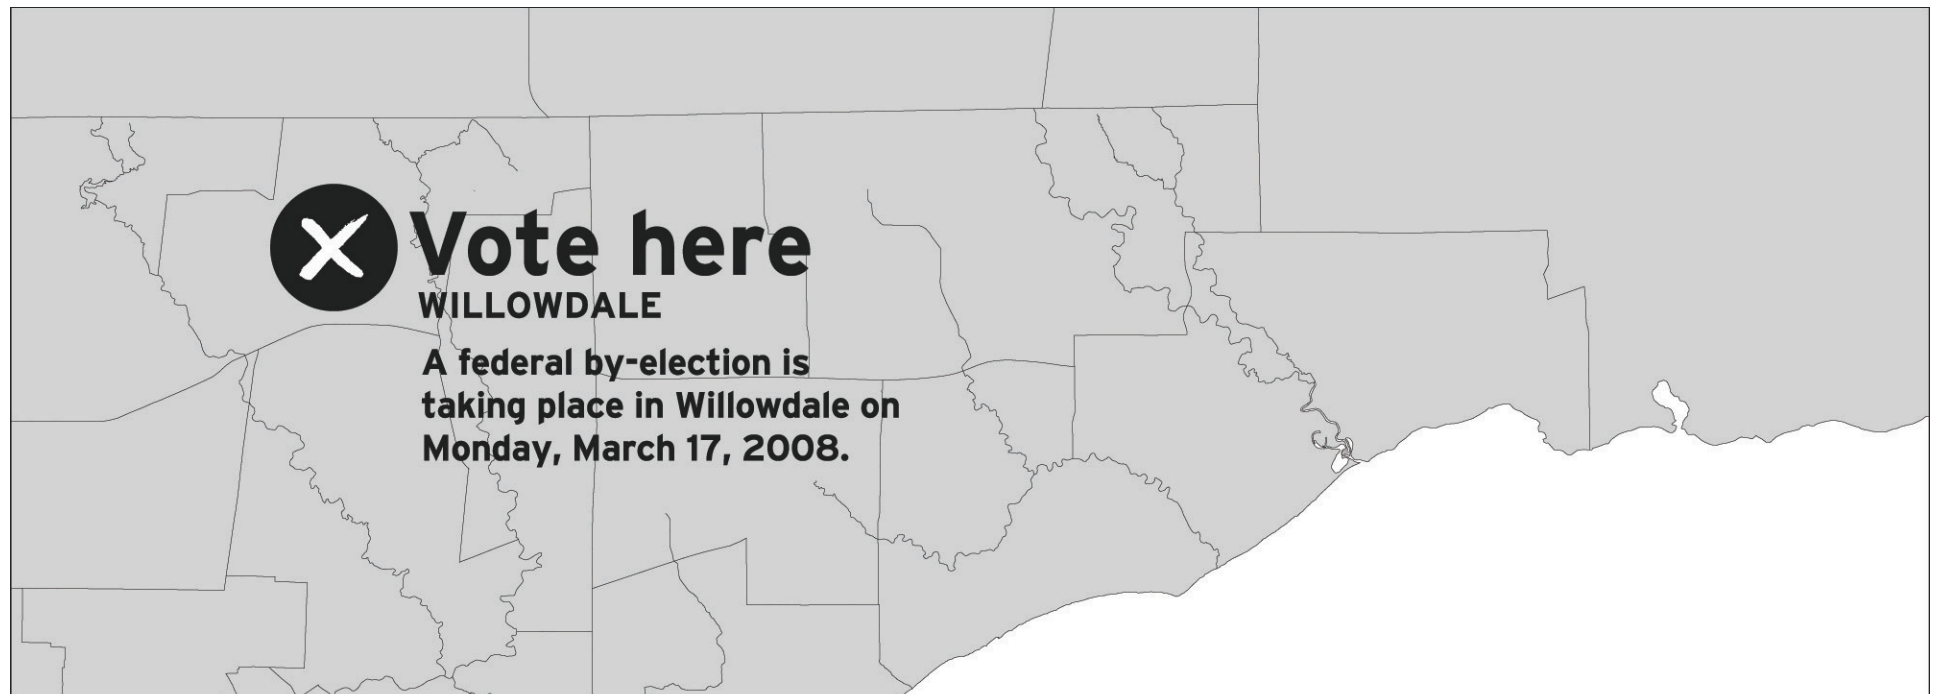 Vote here
WILLOWDALE
A federal by-election is
taking place in Willowdale on
Monday, March 17, 2008.